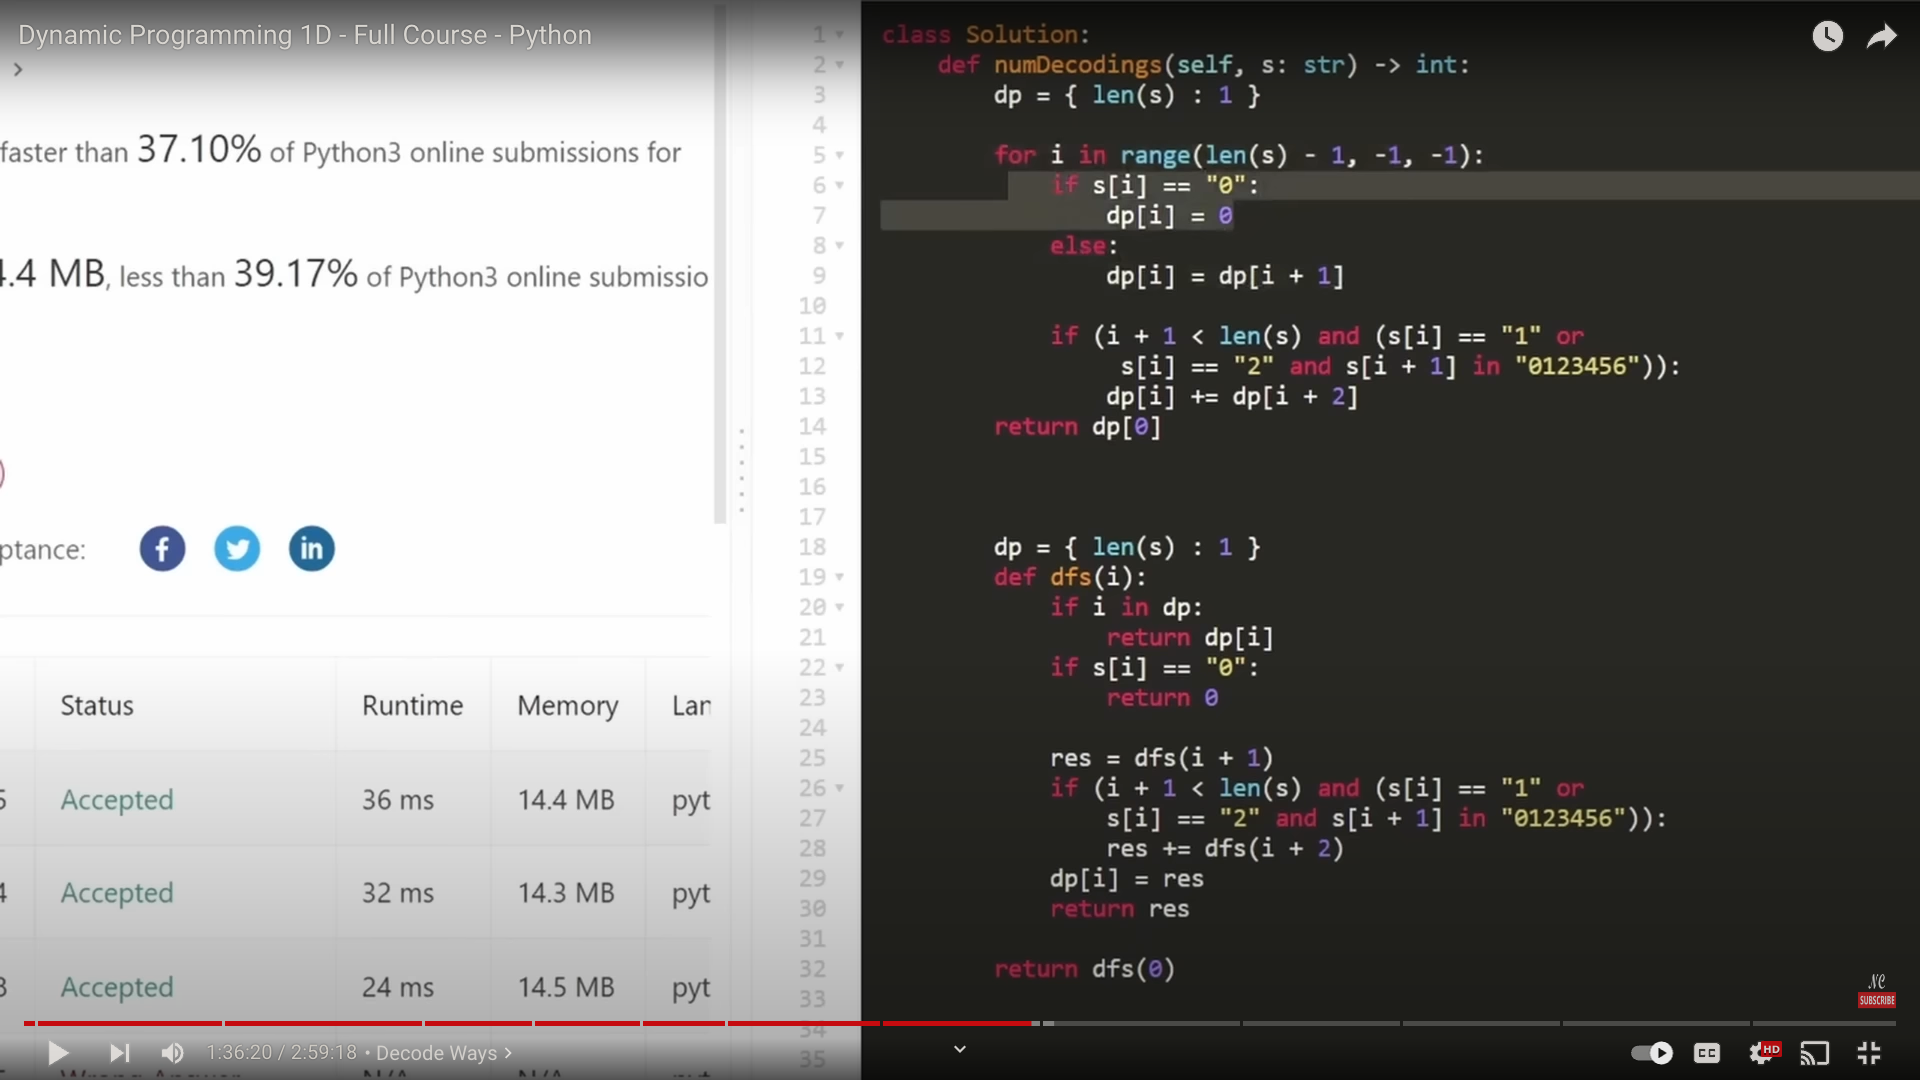 Dynamic Programming 1D - Full Course - Python
faster than 37.10% of Python3 online submissions for
4.4 MB, less than 39.17% of Python3 online submissio
ptance:
Status Runtime Memory Lan
5 Accepted 36 ms 14.4 MB pyt
4 Accepted 32 ms 14.3 MB pyt
3 Accepted 24 ms 14.5 MB pyt
Wrong Answer N/A N/A
1 class Solution:
2 def numDecodings(self, s: str) -> int:
3 dp = { len(s) : 1 }
4
5 for i in range(len(s) - 1, -1, -1):
6 if s[i] == "0":
7 dp[i] = 0
8 else:
9 dp[i] = dp[i + 1]
10
11 if (i + 1 < len(s) and (s[i] == "1" or
12 s[i] == "2" and s[i + 1] in "0123456")):
13 dp[i] += dp[i + 2]
14 return dp[0]
15
16
17
18 dp = { len(s) : 1 }
19 def dfs(i):
20 if i in dp:
21 return dp[i]
22 if s[i] == "0":
23 return 0
24
25 res = dfs(i + 1)
26 if (i + 1 < len(s) and (s[i] == "1" or
27 s[i] == "2" and s[i + 1] in "0123456")):
28 res += dfs(i + 2)
29 dp[i] = res
30 return res
31
32 return dfs(0)
33
34
35
NC
SUBSCRIBE
1:36:20 / 2:59:18 • Decode Ways >
CC
HD